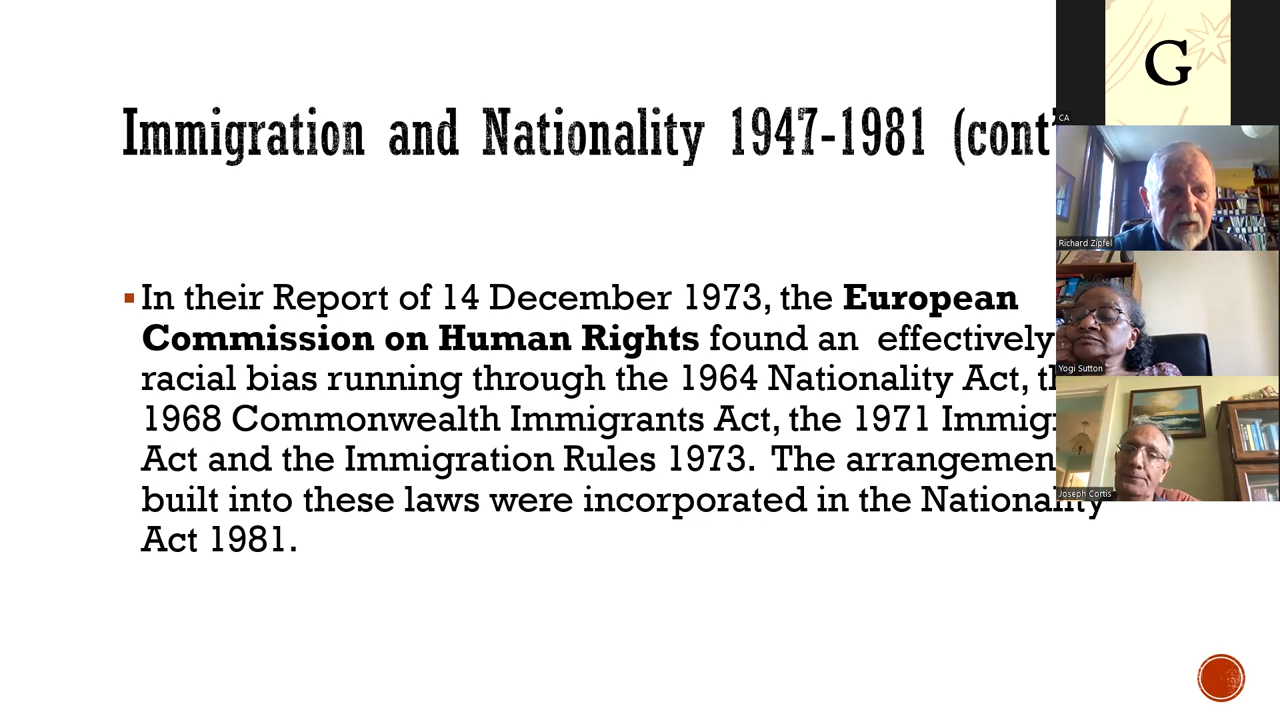 Immigration and Nationality 1947-1981 (cont'
In their Report of 14 December 1973, the European
Commission on Human Rights found an effectively
racial bias running through the 1964 Nationality Act,
1968 Commonwealth Immigrants Act, the 1971
Act and the Immigration Rules 1973. The
built into these laws were incorporated in the Nationality
Act 1981.
G
CA
Richard Zipfel
Yogi Sutton
Joseph Cortis